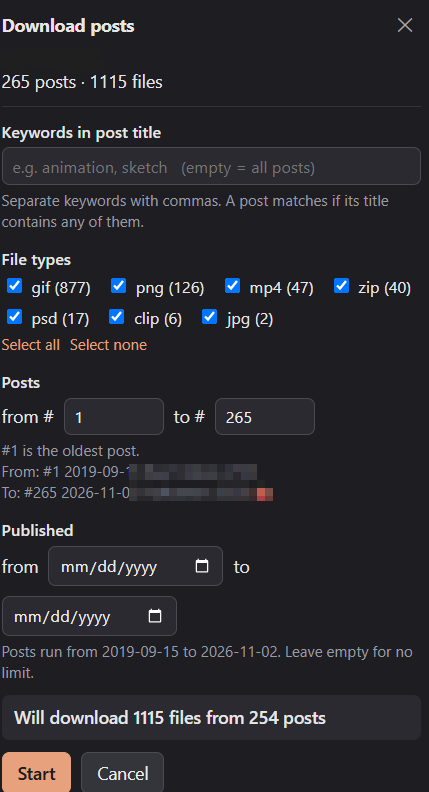 Download posts
265 posts · 1115 files
Keywords in post title
e.g. animation, sketch (empty = all posts)
Separate keywords with commas. A post matches if its title
contains any of them.
File types
gif (877) png (126) mp4 (47) zip (40)
psd (17) clip (6) jpg (2)
Select all Select none
Posts
from # 1 to # 265
#1 is the oldest post.
From: #1 2019-09-1
To: #265 2026-11-0
Published
from mm/dd/yyyy to
mm/dd/yyyy
Posts run from 2019-09-15 to 2026-11-02. Leave empty for no
limit.
Will download 1115 files from 254 posts
Start Cancel